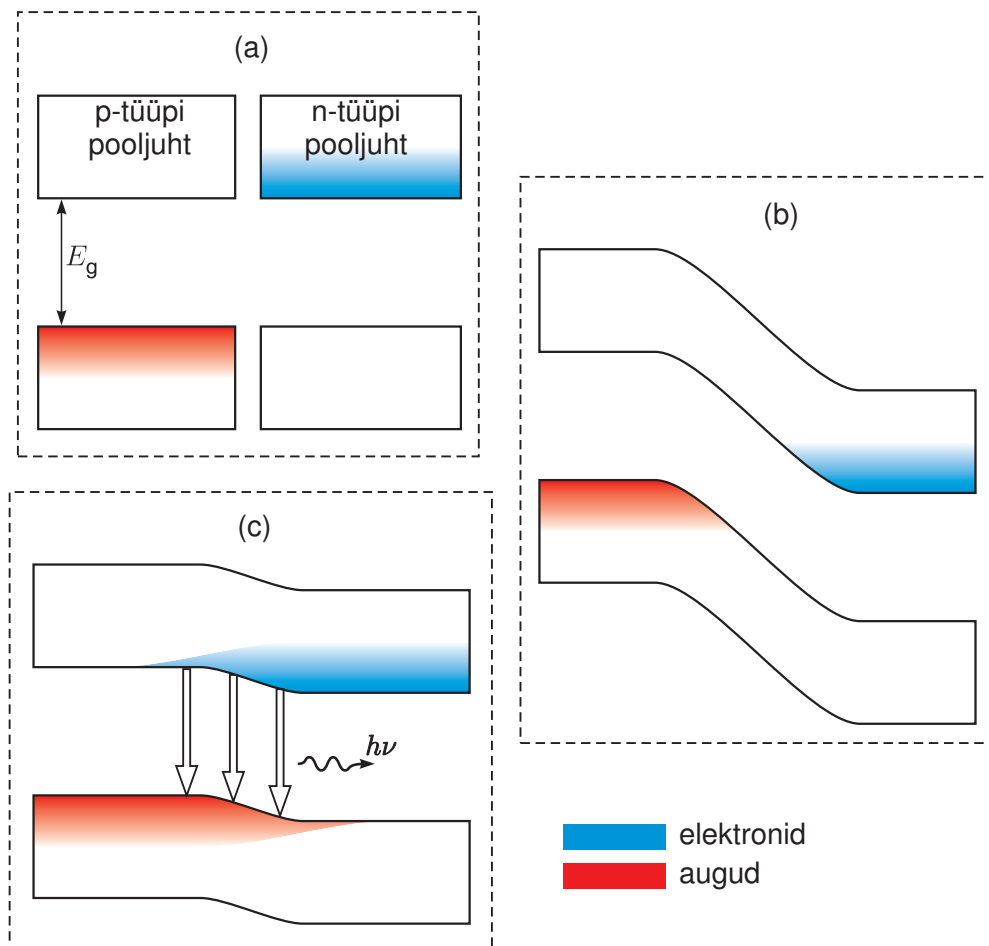 (a)
p-tüüpi
pooljuht
n-tüüpi
pooljuht
E_g
(b)
(c)
hν
elektronid
augud